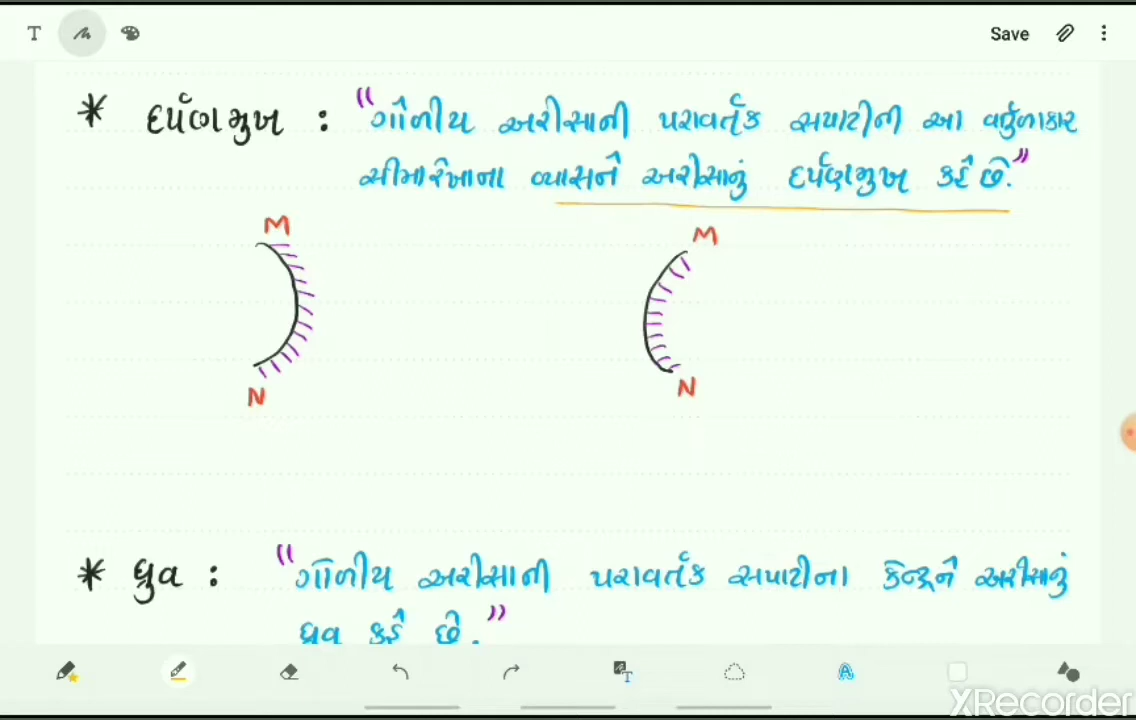 T Save
* દર્પણમુખ : "ગોળીય અરીસાની પરાવર્તક સપાટીની આ વર્તુળાકાર
સીમારેખાના વ્યાસને અરીસાનું દર્પણમુખ કહે છે."
M M
N N
* ધ્રુવ : "ગોળીય અરીસાની પરાવર્તક સપાટીના કેન્દ્રને અરીસાનું
ધ્રુવ કહે છે."
T A
XRecorder